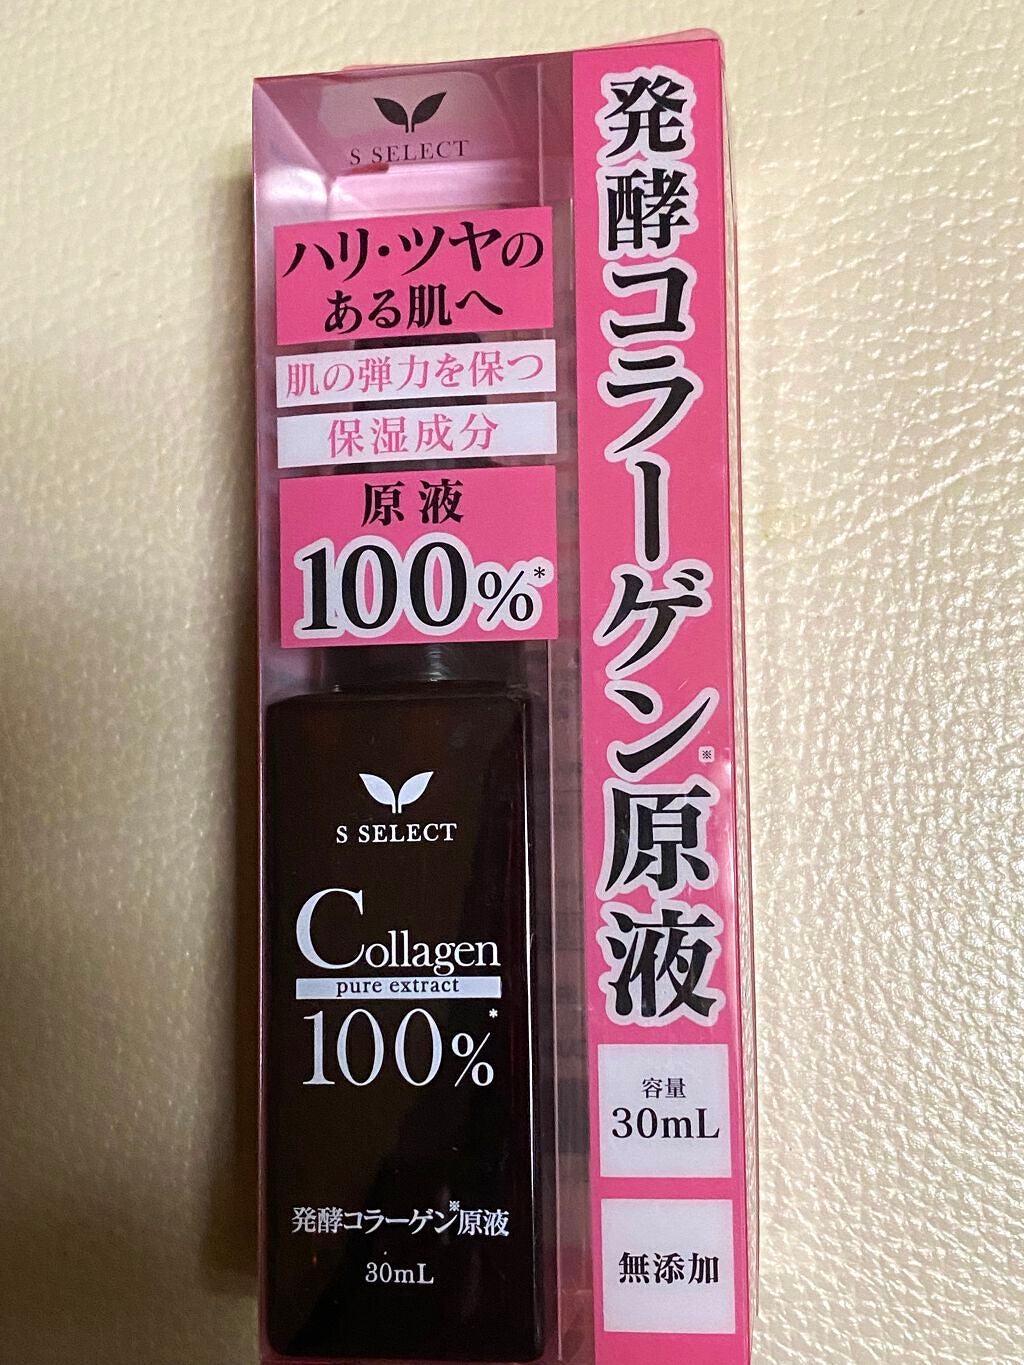 S SELECT
ハリ・ツヤの
ある肌へ
肌の弾力を保つ
保湿成分
原液
100%*
発酵コラーゲン※原液
容量
30mL
無添加
S SELECT
Collagen
pure extract
100%*
発酵コラーゲン※原液
30mL